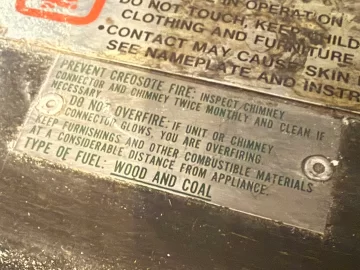 IN OPERATION
DO NOT TOUCH. KEEP
CLOTHING AND FURNITURE
• CONTACT MAY CAUSE SKIN
SEE NAMEPLATE AND
PREVENT CREOSOTE FIRE: INSPECT CHIMNEY
CONNECTOR AND CHIMNEY TWICE MONTHLY AND CLEAN IF
NECESSARY
DO NOT OVERFIRE: IF UNIT OR CHIMNEY
CONNECTOR GLOWS, YOU ARE OVERFIRING.
KEEP FURNISHINGS AND OTHER COMBUSTIBLE MATERIALS
AT A CONSIDERABLE DISTANCE FROM APPLIANCE.
TYPE OF FUEL: WOOD AND COAL